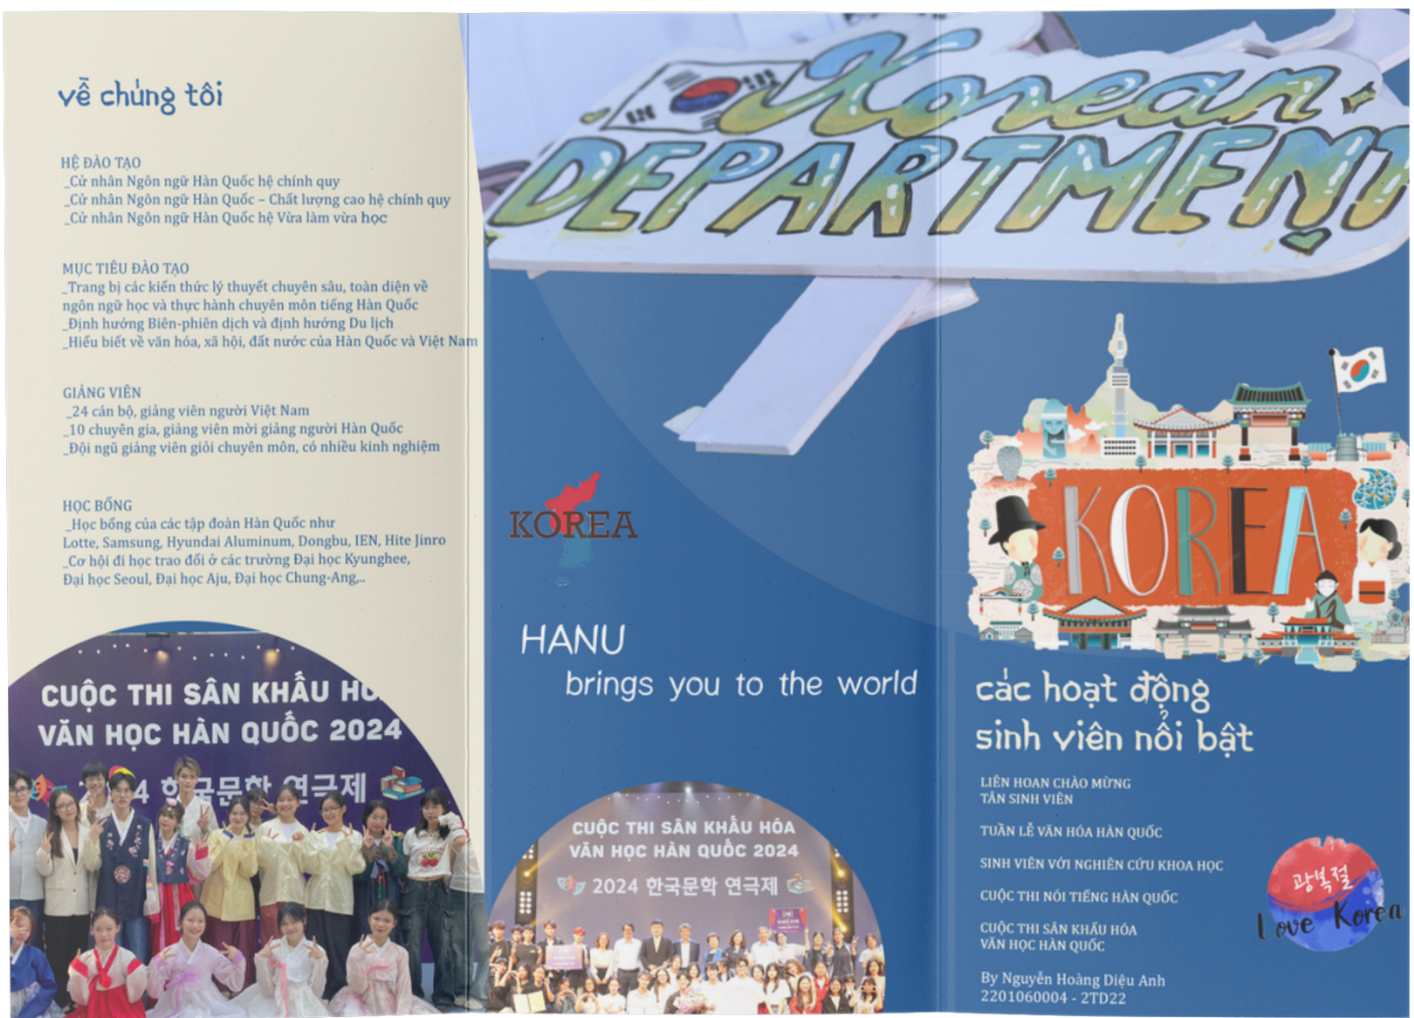 về chúng tôi
HỆ ĐÀO TẠO
_Cử nhân Ngôn ngữ Hàn Quốc hệ chính quy
_Cử nhân Ngôn ngữ Hàn Quốc – Chất lượng cao hệ chính quy
_Cử nhân Ngôn ngữ Hàn Quốc hệ Vừa làm vừa học
MỤC TIÊU ĐÀO TẠO
_Trang bị các kiến thức lý thuyết chuyên sâu, toàn diện về
ngôn ngữ học và thực hành chuyên môn tiếng Hàn Quốc
_Định hướng Biên-phiên dịch và định hướng Du lịch
_Hiểu biết về văn hóa, xã hội, đất nước của Hàn Quốc và Việt Nam
GIẢNG VIÊN
_24 cán bộ, giảng viên người Việt Nam
_10 chuyên gia, giảng viên mời giảng người Hàn Quốc
_Đội ngũ giảng viên giỏi chuyên môn, có nhiều kinh nghiệm
HỌC BỔNG
_Học bổng của các tập đoàn Hàn Quốc như
Lotte, Samsung, Hyundai Aluminum, Dongbu, IEN, Hite Jinro
_Cơ hội đi học trao đổi ở các trường Đại học Kyunghee,
Đại học Seoul, Đại học Aju, Đại học Chung-Ang,..
CUỘC THI SÂN KHẤU HÓ
VĂN HỌC HÀN QUỐC 2024
2024 한국문학 연극제
Korean
DEPARTMENT
KOREA
HANU
brings you to the world
CUỘC THI SÂN KHẤU HÓA
VĂN HỌC HÀN QUỐC 2024
2024 한국문학 연극제
KOREA
các hoạt động
sinh viên nổi bật
LIÊN HOAN CHÀO MỪNG
TÂN SINH VIÊN
TUẦN LỄ VĂN HÓA HÀN QUỐC
SINH VIÊN VỚI NGHIÊN CỨU KHOA HỌC
CUỘC THI NÓI TIẾNG HÀN QUỐC
CUỘC THI SÂN KHẤU HÓA
VĂN HỌC HÀN QUỐC
광복절
Love Korea
By Nguyễn Hoàng Diệu Anh
2201060004 - 2TD22